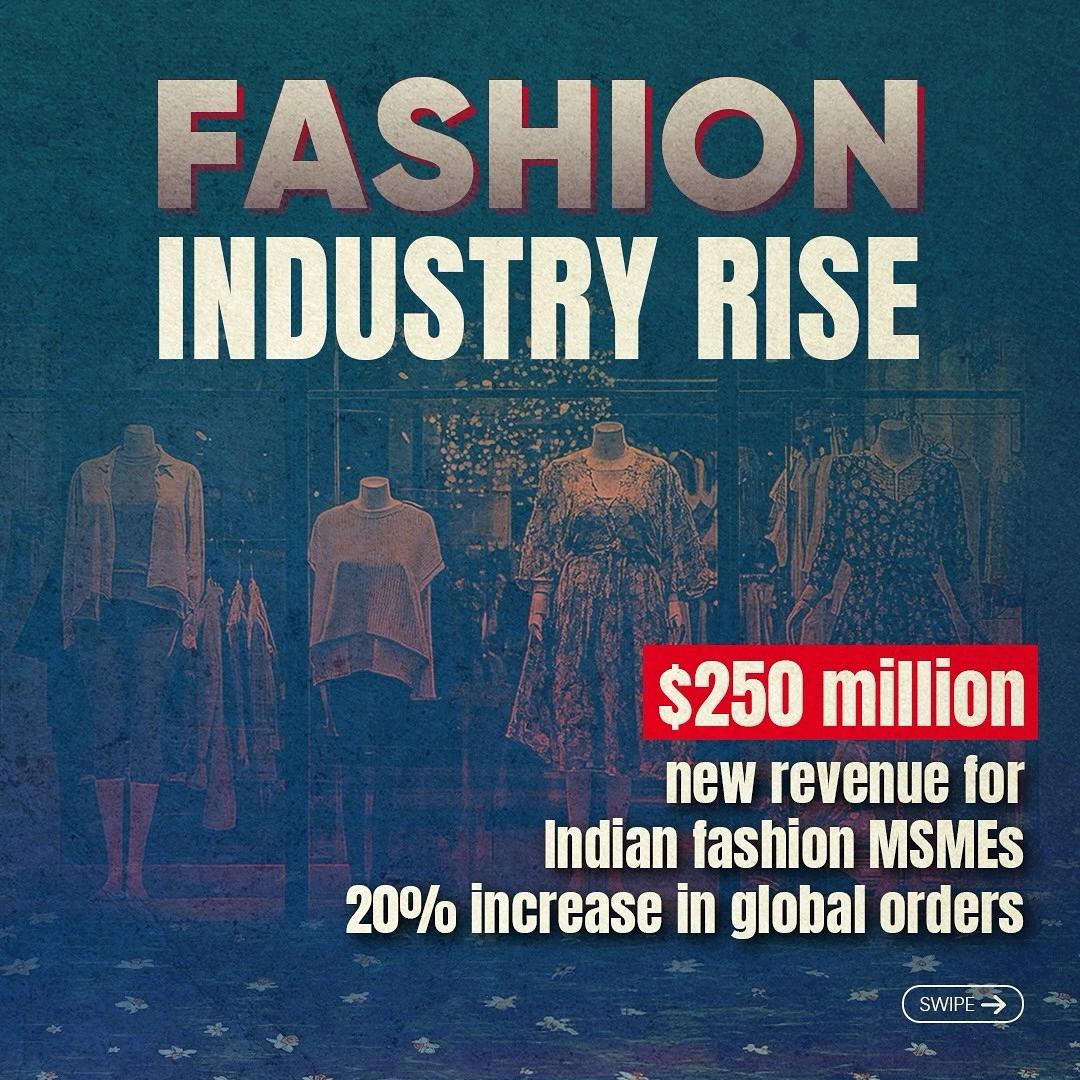 FASHION
INDUSTRY RISE
$250 million
new revenue for
Indian fashion MSMEs
20% increase in global orders
SWIPE →